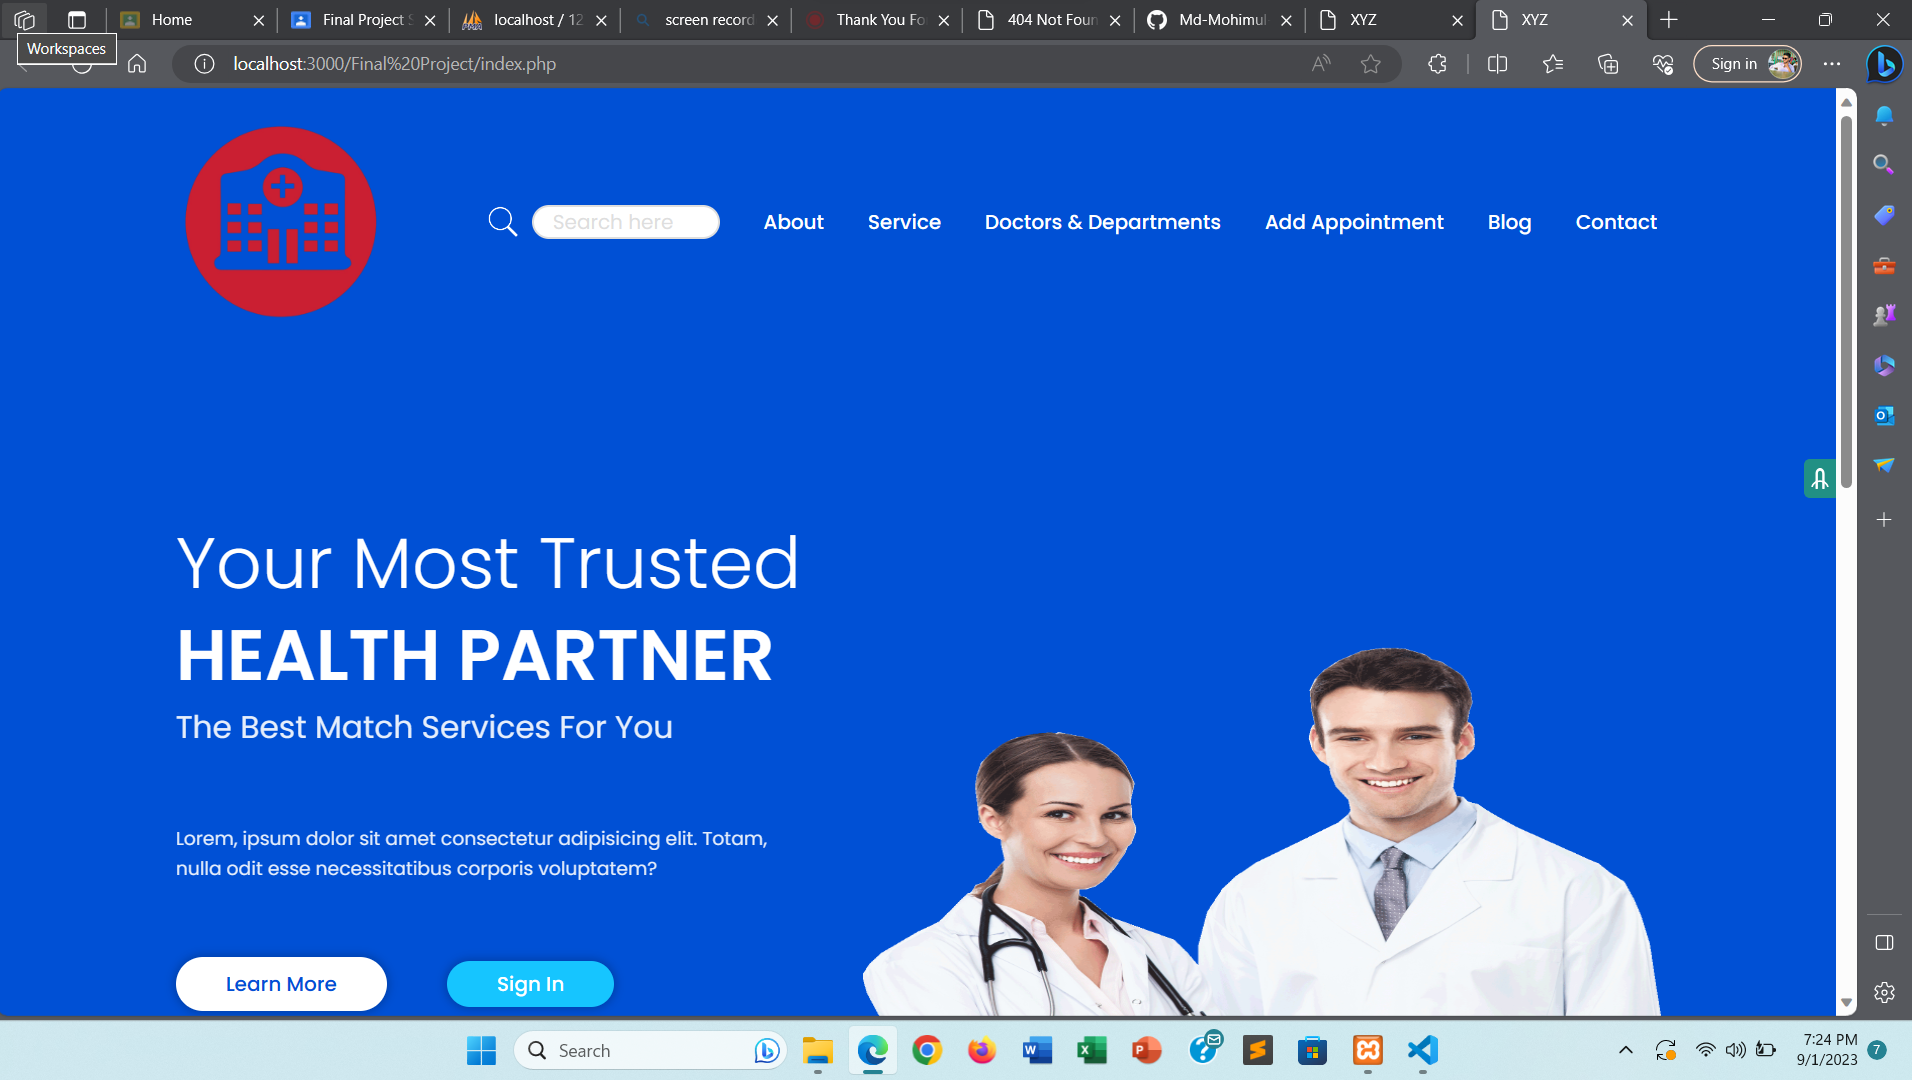 Home
Final Project S
localhost / 12
screen record
Thank You Fo
404 Not Foun
Md-Mohimul
XYZ
XYZ
Workspaces
localhost:3000/Final%20Project/index.php
Sign in
Search here
About
Service
Doctors & Departments
Add Appointment
Blog
Contact
Your Most Trusted
HEALTH PARTNER
The Best Match Services For You
Lorem, ipsum dolor sit amet consectetur adipisicing elit. Totam,
nulla odit esse necessitatibus corporis voluptatem?
Learn More
Sign In
Search
7:24 PM
9/1/2023
7